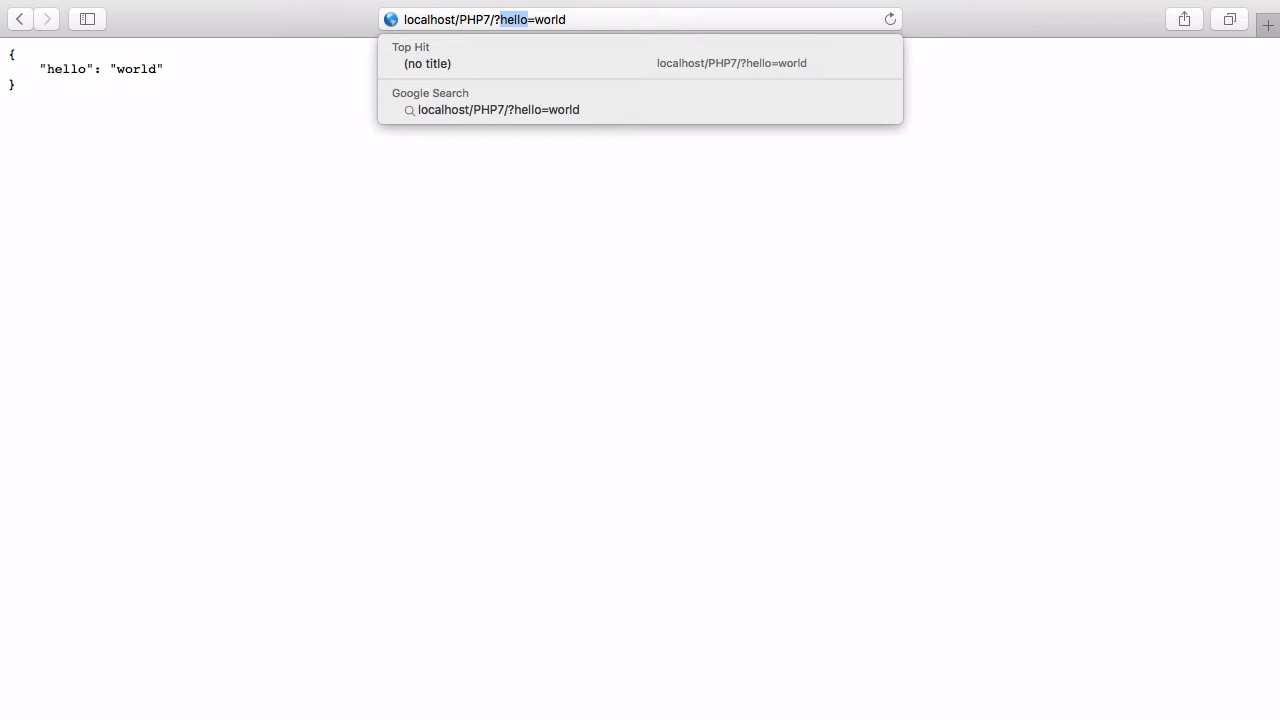 localhost/PHP7/?hello=world
Top Hit
(no title) localhost/PHP7/?hello=world
Google Search
localhost/PHP7/?hello=world
{
    "hello": "world"
}